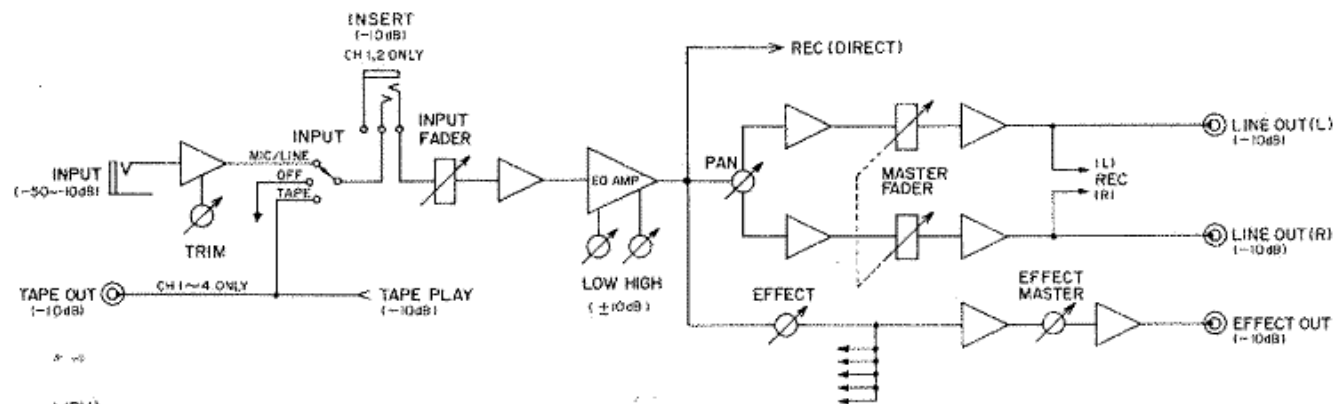 INSERT
(-10dB)
CH 1,2 ONLY
REC (DIRECT)
INPUT
FADER
INPUT
MIC/LINE
OFF
TAPE
INPUT
(-50~-10dB)
TRIM
EQ AMP
PAN
MASTER
FADER
LINE OUT (L)
(-10dB)
(L)
REC
(R)
LINE OUT (R)
(-10dB)
LOW HIGH
(±10dB)
TAPE OUT
(-10dB)
CH 1~4 ONLY
TAPE PLAY
(-10dB)
EFFECT
EFFECT
MASTER
EFFECT OUT
(-10dB)